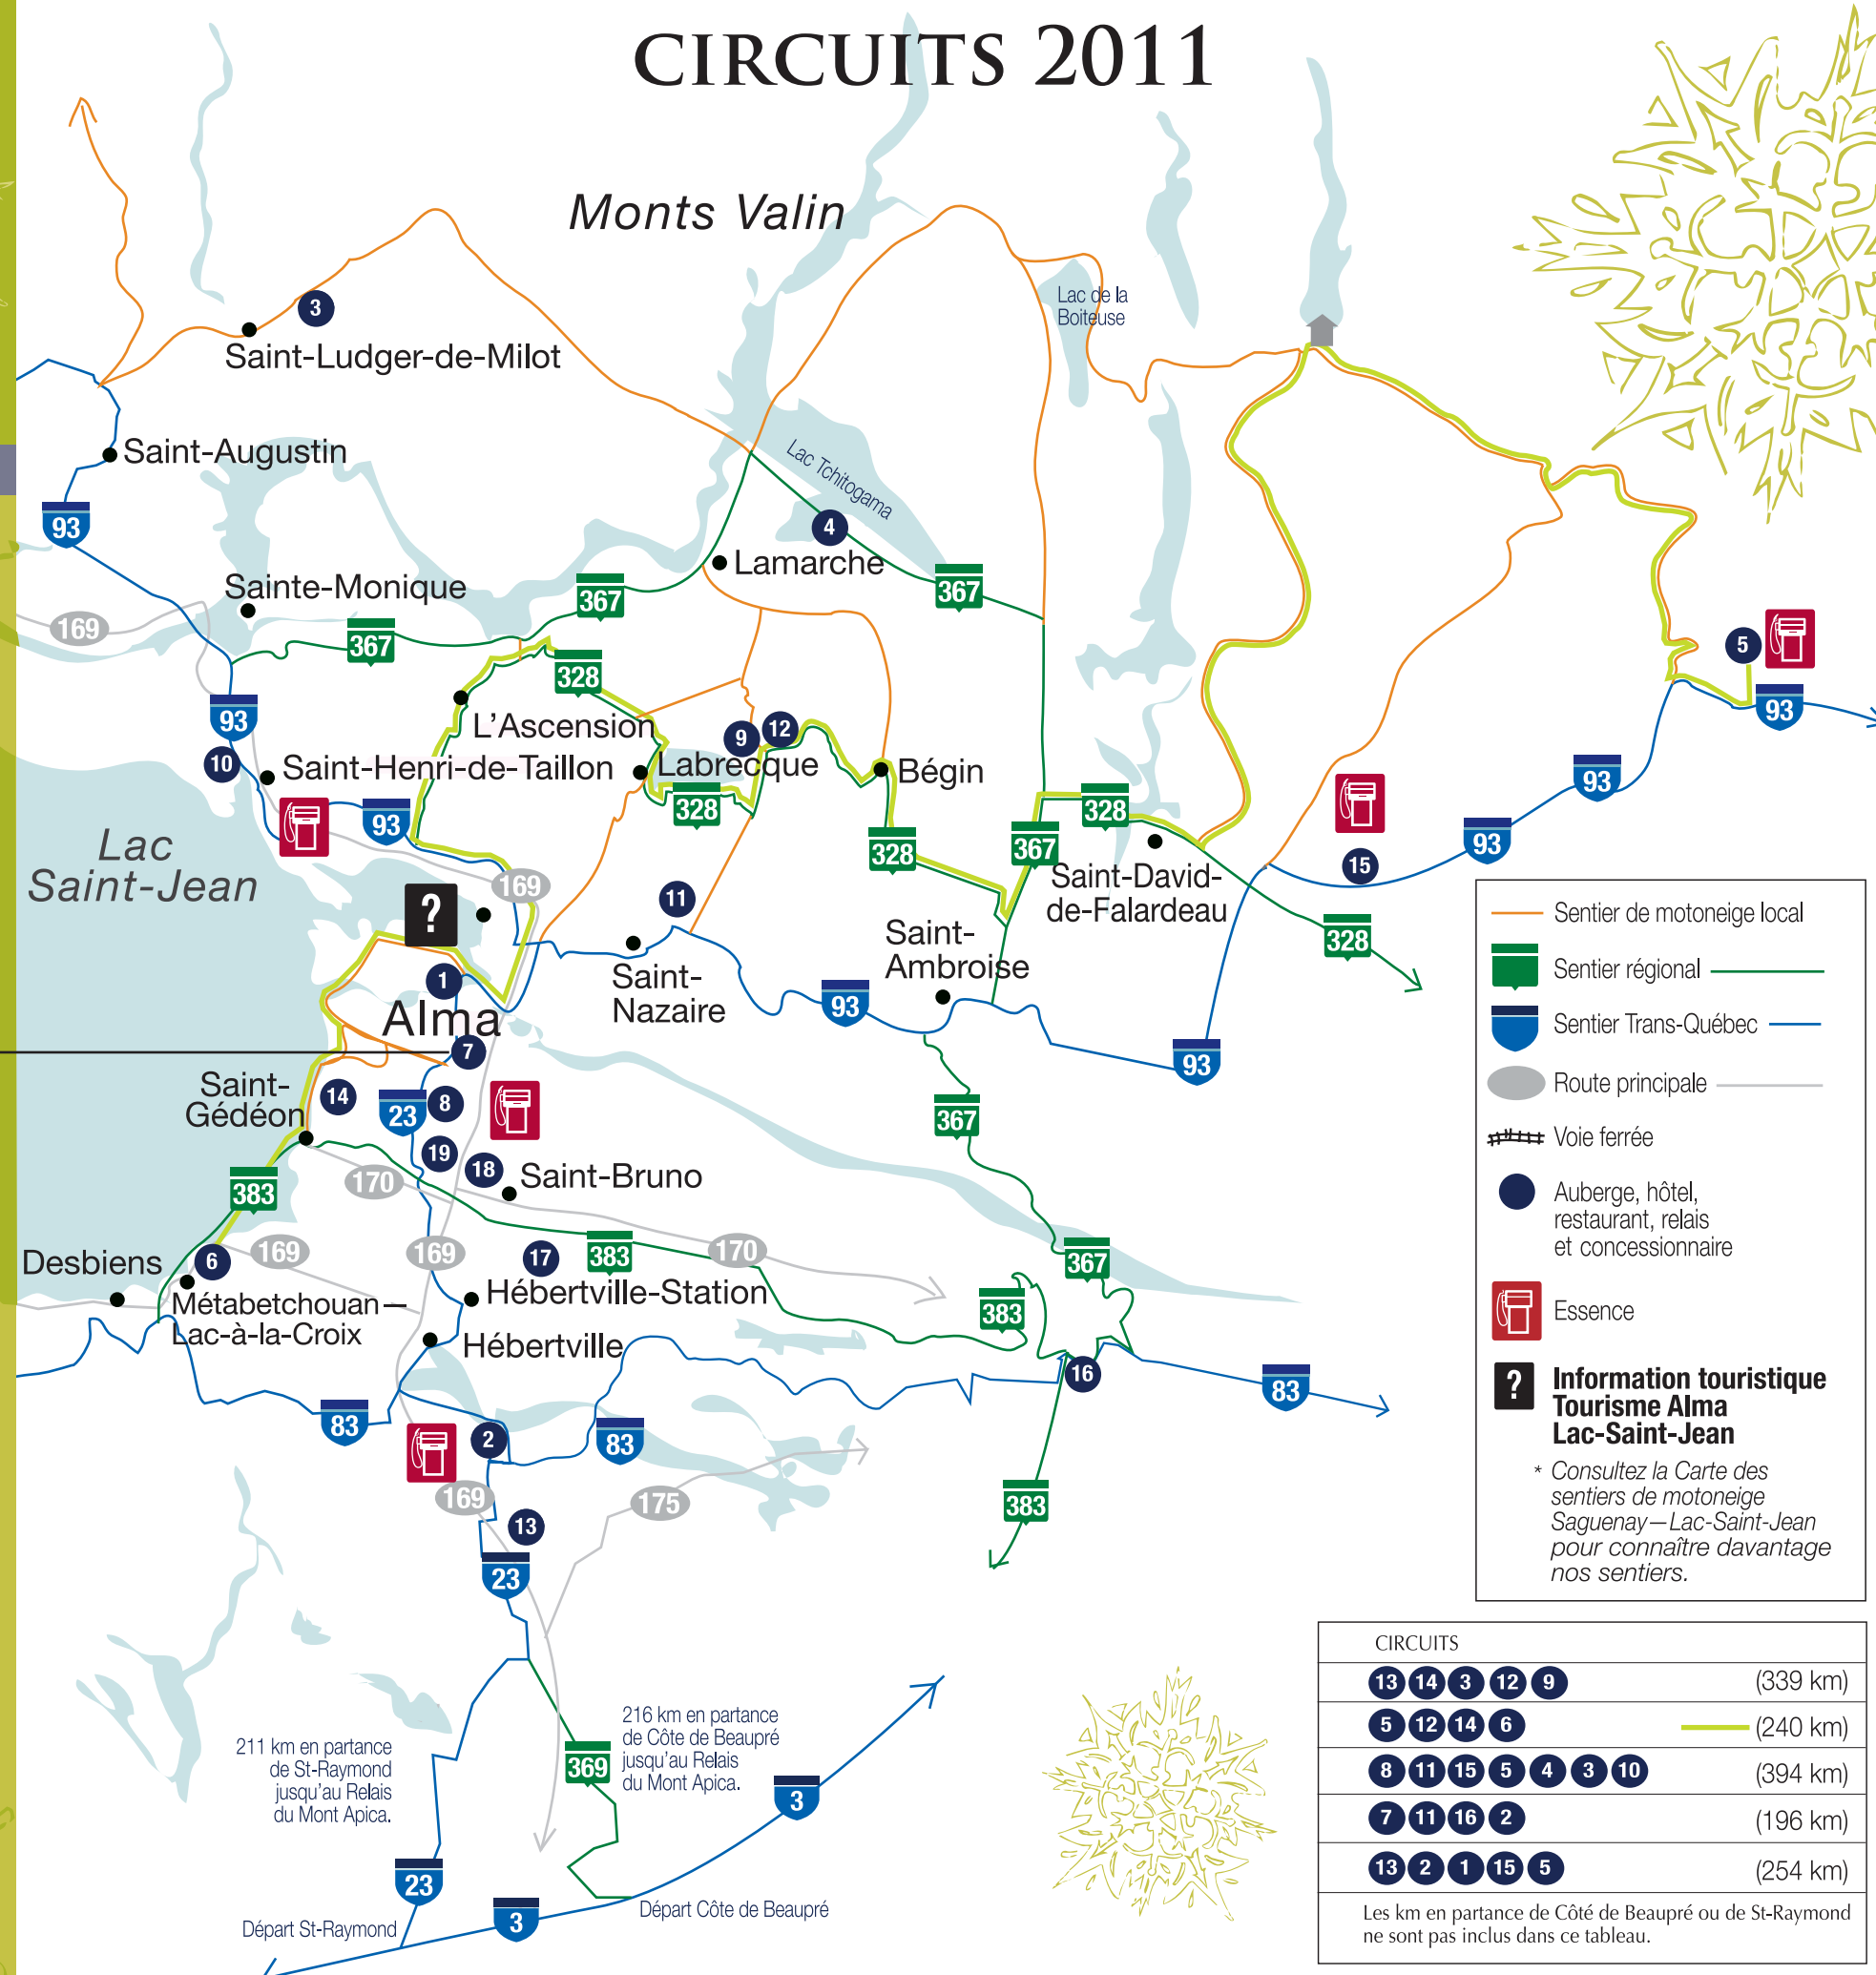 CIRCUITS 2011
Monts Valin
Lac de la
Boiteuse
3
Saint-Ludger-de-Milot
Saint-Augustin
93
Lac Tchitogama
4
Lamarche
Sainte-Monique
169
367
367
367
328
5
93
93
L'Ascension
9
12
10
Saint-Henri-de-Taillon
Labrecque
Bégin
93
93
328
328
367
328
93
15
Lac
Saint-Jean
169
?
11
Saint-David-
de-Falardeau
328
Saint-
Nazaire
Saint-
Ambroise
1
Alma
93
93
7
Saint-
Gédéon
14
23
8
367
19
18
Saint-Bruno
383
170
169
169
17
383
170
367
Desbiens
6
Métabetchouan—
Lac-à-la-Croix
Hébertville-Station
383
Hébertville
16
83
83
2
83
169
175
383
13
23
211 km en partance
de St-Raymond
jusqu'au Relais
du Mont Apica.
216 km en partance
de Côte de Beaupré
jusqu'au Relais
du Mont Apica.
369
3
23
3
Départ St-Raymond
Départ Côte de Beaupré
Sentier de motoneige local
Sentier régional
Sentier Trans-Québec
Route principale
Voie ferrée
Auberge, hôtel,
restaurant, relais
et concessionnaire
Essence
?
Information touristique
Tourisme Alma
Lac-Saint-Jean
* Consultez la Carte des
sentiers de motoneige
Saguenay—Lac-Saint-Jean
pour connaître davantage
nos sentiers.
CIRCUITS
13 14 3 12 9 (339 km)
5 12 14 6 (240 km)
8 11 15 5 4 3 10 (394 km)
7 11 16 2 (196 km)
13 2 1 15 5 (254 km)
Les km en partance de Côté de Beaupré ou de St-Raymond
ne sont pas inclus dans ce tableau.